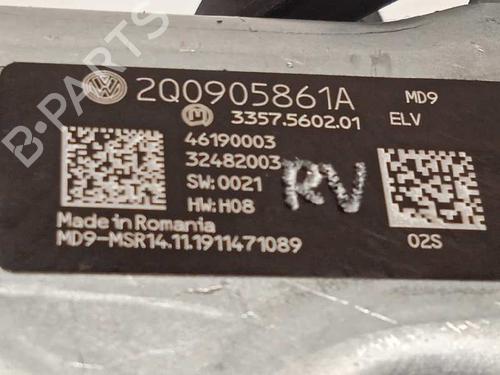 B-PARTS
2Q0905861A MD9
3357.5602.01 ELV
46190003
32482003
SW:0021
HW:H08
RV
Made in Romania
MD9-MSR14.11.1911471089
02S